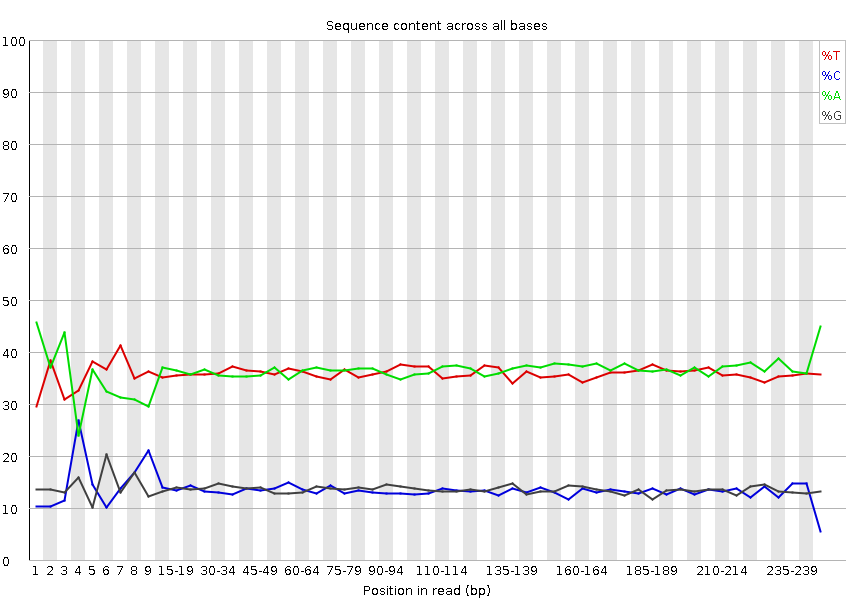 Sequence content across all bases
100
90
80
70
60
50
40
30
20
10
0
%T
%C
%A
%G
1 2 3 4 5 6 7 8 9 15-19 30-34 45-49 60-64 75-79 90-94 110-114 135-139 160-164 185-189 210-214 235-239
Position in read (bp)